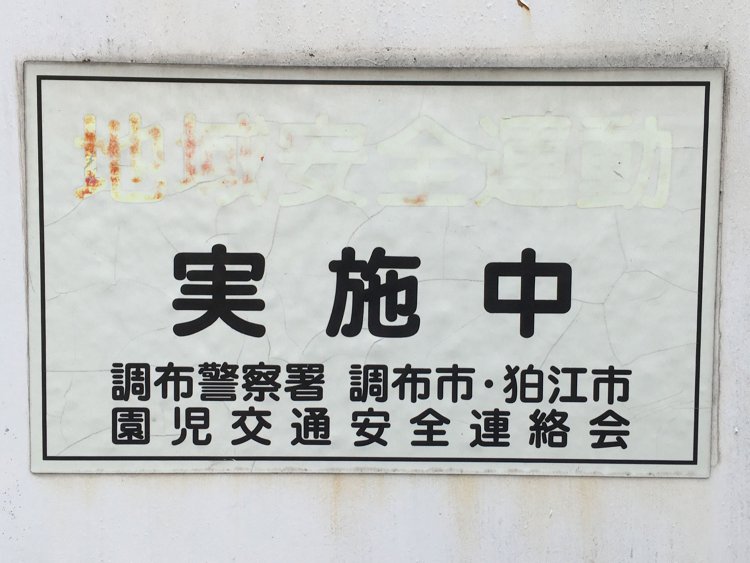 地域安全運動
実施中
調布警察署 調布市・狛江市
園児交通安全連絡会